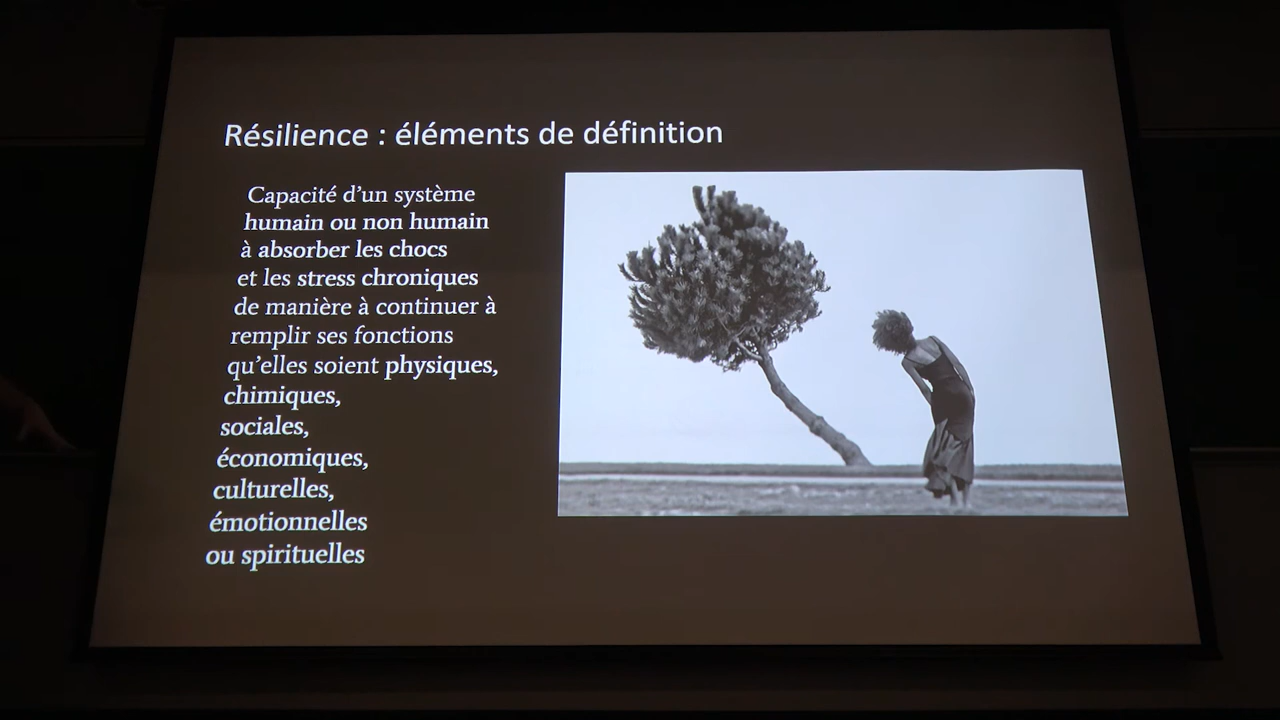 Résilience : éléments de définition
Capacité d'un système
humain ou non humain
à absorber les chocs
et les stress chroniques
de manière à continuer à
remplir ses fonctions
qu'elles soient physiques,
chimiques,
sociales,
économiques,
culturelles,
émotionnelles
ou spirituelles